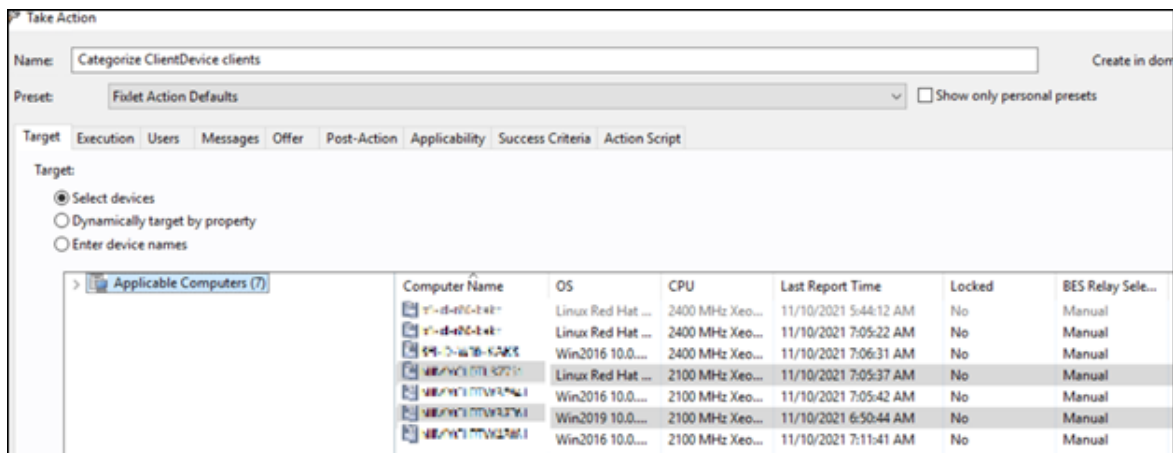 Take Action
Name: Categorize ClientDevice clients Create in dom
Preset: Fixlet Action Defaults Show only personal presets
Target Execution Users Messages Offer Post-Action Applicability Success Criteria Action Script
Target:
Select devices
Dynamically target by property
Enter device names
Applicable Computers (7) Computer Name OS CPU Last Report Time Locked BES Relay Sele...
Linux Red Hat ... 2400 MHz Xeo... 11/10/2021 5:44:12 AM No Manual
Linux Red Hat ... 2400 MHz Xeo... 11/10/2021 7:05:22 AM No Manual
Win2016 10.0.... 2400 MHz Xeo... 11/10/2021 7:06:31 AM No Manual
Linux Red Hat ... 2100 MHz Xeo... 11/10/2021 7:05:37 AM No Manual
Win2016 10.0.... 2100 MHz Xeo... 11/10/2021 7:05:42 AM No Manual
Win2019 10.0.... 2100 MHz Xeo... 11/10/2021 6:50:44 AM No Manual
Win2016 10.0.... 2100 MHz Xeo... 11/10/2021 7:11:41 AM No Manual